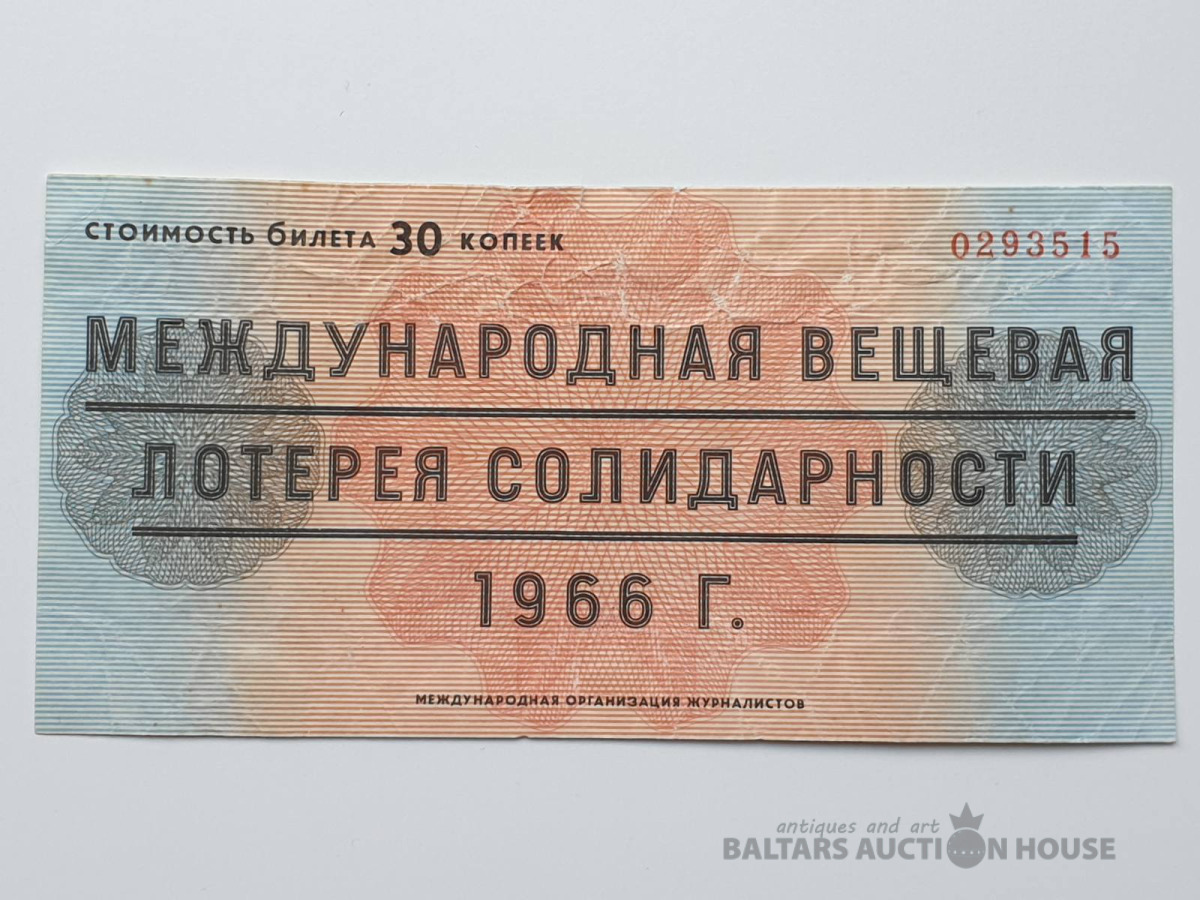 СТОИМОСТЬ БИЛЕТА 30 КОПЕЕК 0293515
МЕЖДУНАРОДНАЯ ВЕЩЕВАЯ
ЛОТЕРЕЯ СОЛИДАРНОСТИ
1966 Г.
МЕЖДУНАРОДНАЯ ОРГАНИЗАЦИЯ ЖУРНАЛИСТОВ
antiques and art
BALTARS AUCTION HOUSE